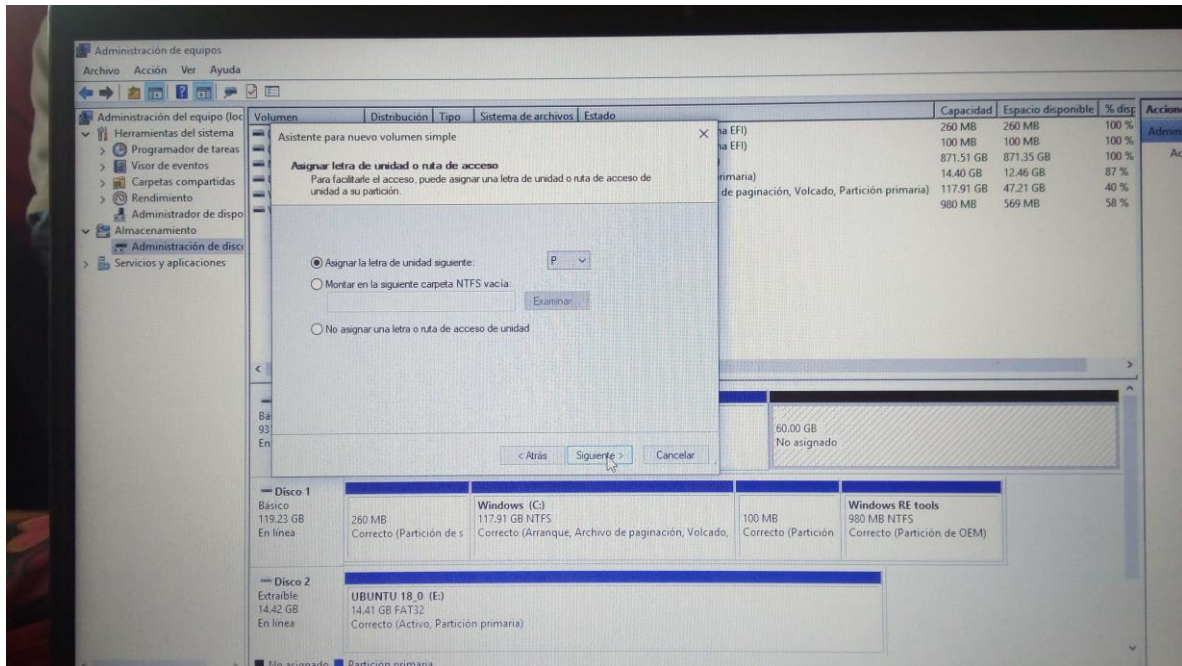 Administración de equipos
Archivo Acción Ver Ayuda
Administración del equipo (loc
Herramientas del sistema
Programador de tareas
Visor de eventos
Carpetas compartidas
Rendimiento
Administrador de dispo
Almacenamiento
Administración de disc
Servicios y aplicaciones
Volumen Distribución Tipo Sistema de archivos Estado Capacidad Espacio disponible % disp
na EFI) 260 MB 260 MB 100 %
na EFI) 100 MB 100 MB 100 %
871.51 GB 871.35 GB 100 %
rimaria) 14.40 GB 12.46 GB 87 %
de paginación, Volcado, Partición primaria) 117.91 GB 47.21 GB 40 %
980 MB 569 MB 58 %
Accione
Admin
Ac
Asistente para nuevo volumen simple
Asignar letra de unidad o ruta de acceso
Para facilitarle el acceso, puede asignar una letra de unidad o ruta de acceso de
unidad a su partición.
Asignar la letra de unidad siguiente: P
Montar en la siguiente carpeta NTFS vacía:
Examinar...
No asignar una letra o ruta de acceso de unidad
< Atrás Siguiente > Cancelar
Bá
93
En
60.00 GB
No asignado
Disco 1
Básico
119.23 GB
En línea
260 MB
Correcto (Partición de s
Windows (C:)
117.91 GB NTFS
Correcto (Arranque, Archivo de paginación, Volcado,
100 MB
Correcto (Partición
Windows RE tools
980 MB NTFS
Correcto (Partición de OEM)
Disco 2
Extraíble
14.42 GB
En línea
UBUNTU 18_0 (E:)
14.41 GB FAT32
Correcto (Activo, Partición primaria)
No asignado Partición primaria